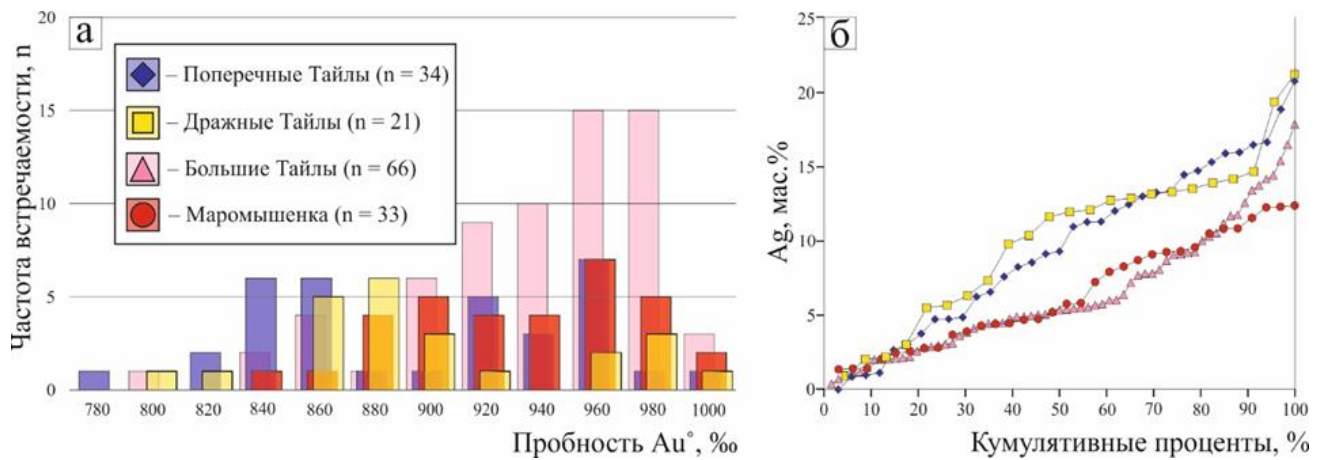 а
Частота встречаемости, n
20
15
10
5
0
– Поперечные Тайлы (n = 34)
– Дражные Тайлы (n = 21)
– Большие Тайлы (n = 66)
– Маромышенка (n = 33)
780 800 820 840 860 880 900 920 940 960 980 1000
Пробность Au°, ‰
б
Ag, мас.%
25
20
15
10
5
0
0 10 20 30 40 50 60 70 80 90 100
Кумулятивные проценты, %